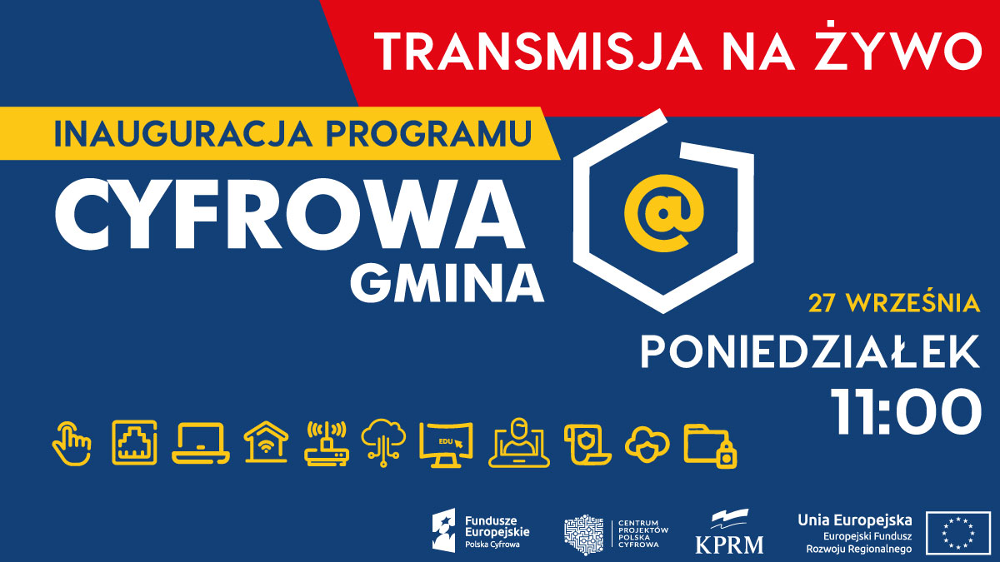 TRANSMISJA NA ŻYWO
INAUGURACJA PROGRAMU
CYFROWA
GMINA
@
27 WRZEŚNIA
PONIEDZIAŁEK
11:00
EDU
Fundusze
Europejskie
Polska Cyfrowa
CENTRUM
PROJEKTÓW
POLSKA
CYFROWA
KPRM
Unia Europejska
Europejski Fundusz
Rozwoju Regionalnego